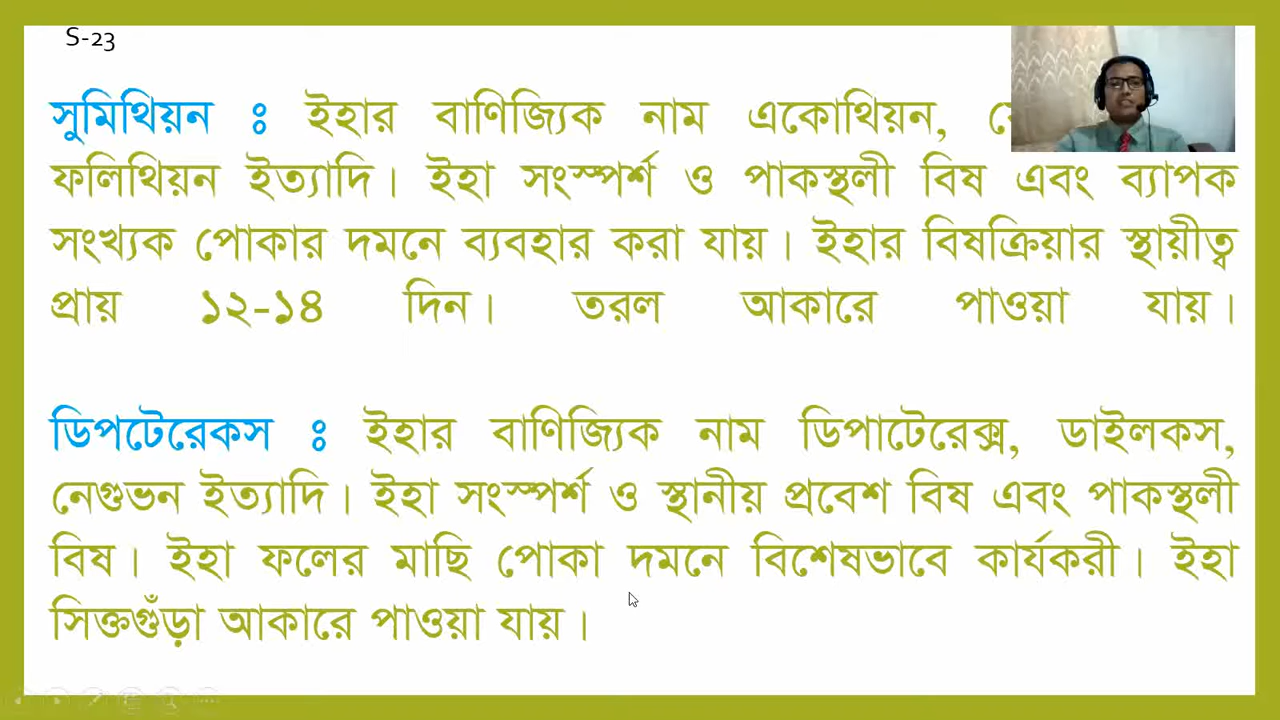 S-23
সুমিথিয়ন ঃ ইহার বাণিজ্যিক নাম একোথিয়ন,
ফলিথিয়ন ইত্যাদি। ইহা সংস্পর্শ ও পাকস্থলী বিষ এবং ব্যাপক
সংখ্যক পোকার দমনে ব্যবহার করা যায়। ইহার বিষক্রিয়ার স্থায়ীত্ব
প্রায় ১২-১৪ দিন। তরল আকারে পাওয়া যায়।
ডিপটেরেকস ঃ ইহার বাণিজ্যিক নাম ডিপাটেরেক্স, ডাইলকস,
নেগুভন ইত্যাদি। ইহা সংস্পর্শ ও স্থানীয় প্রবেশ বিষ এবং পাকস্থলী
বিষ। ইহা ফলের মাছি পোকা দমনে বিশেষভাবে কার্যকরী। ইহা
সিক্তগুঁড়া আকারে পাওয়া যায়।